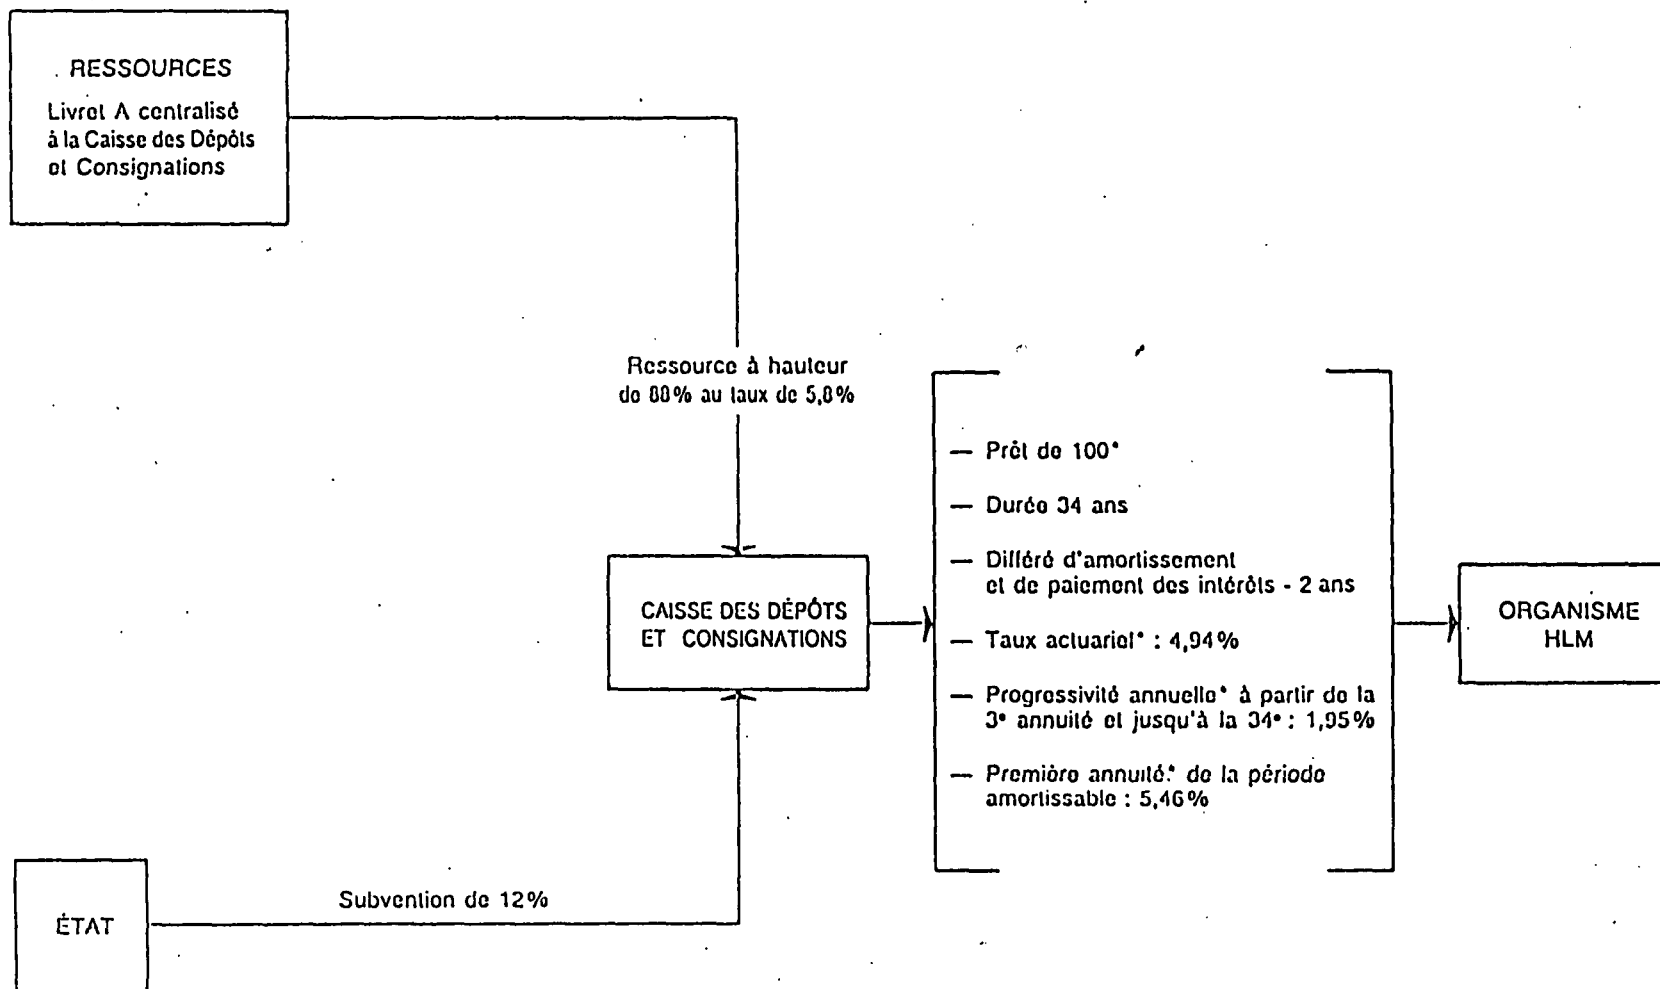 RESSOURCES
Livret A centralisé
à la Caisse des Dépôts
et Consignations
Ressource à hauteur
de 88% au taux de 5,8%
— Prêt de 100*
— Durée 34 ans
— Différé d'amortissement
et de paiement des intérêts - 2 ans
— Taux actuariel* : 4,94%
— Progressivité annuelle* à partir de la
3e annuité et jusqu'à la 34e : 1,95%
— Première annuité* de la période
amortissable : 5,46%
CAISSE DES DÉPÔTS
ET CONSIGNATIONS
ORGANISME
HLM
Subvention de 12%
ÉTAT